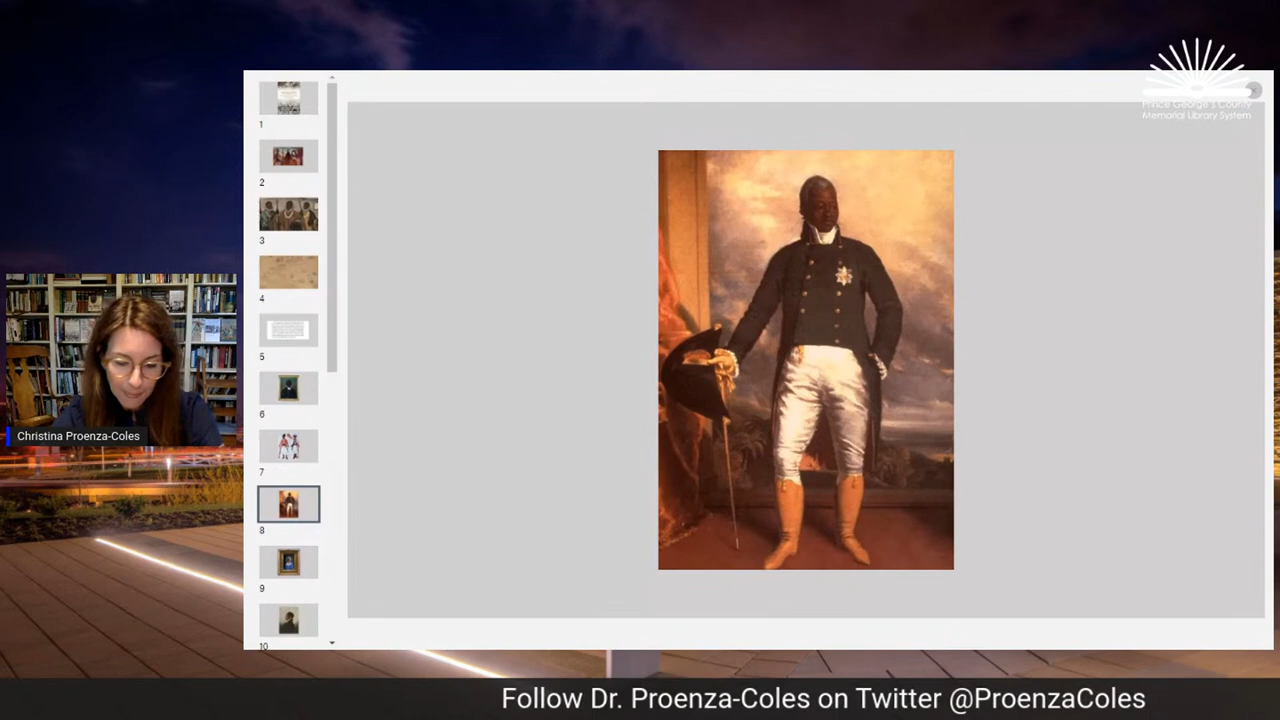 Prince George's County
Memorial Library System
1
2
3
4
5
6
7
8
9
10
Christina Proenza-Coles
Follow Dr. Proenza-Coles on Twitter @ProenzaColes